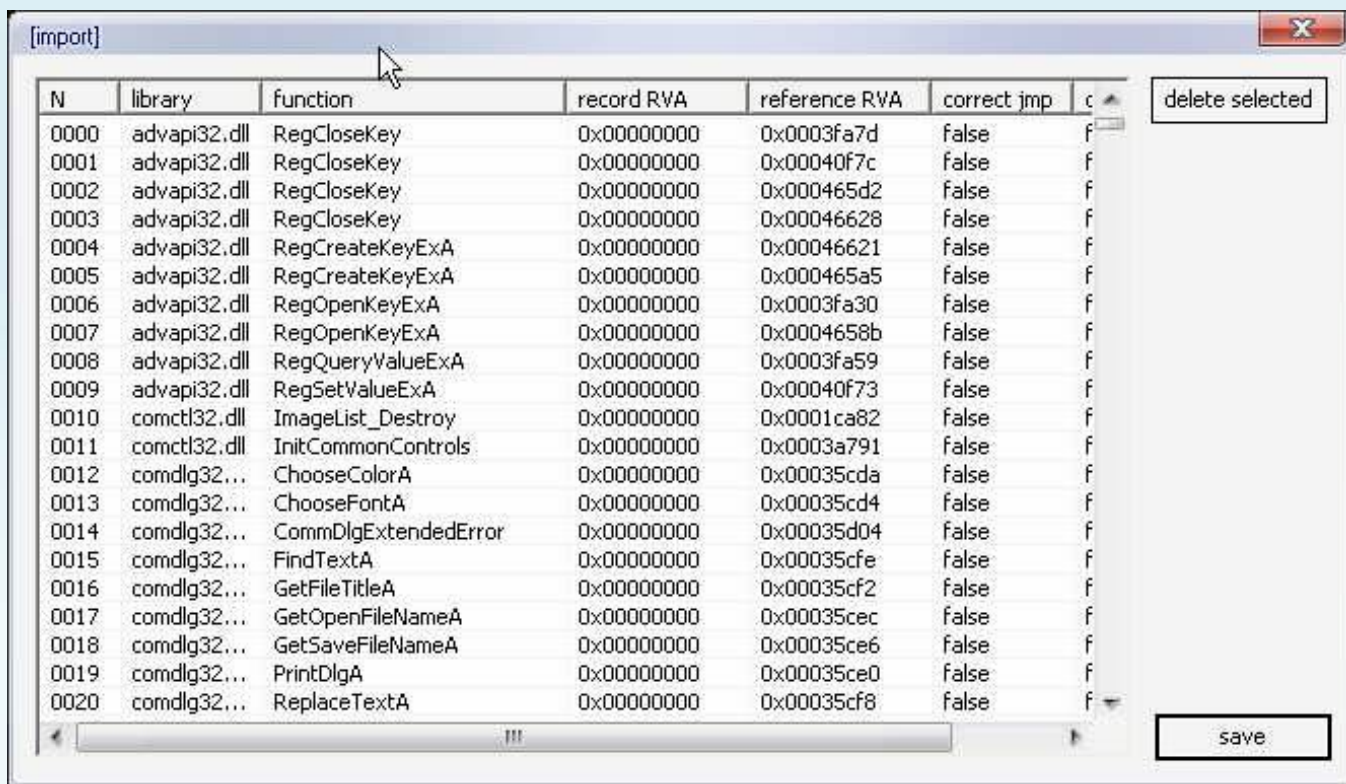 [import]
N library function record RVA reference RVA correct jmp
delete selected
0000 advapi32.dll RegCloseKey 0x00000000 0x0003fa7d false f
0001 advapi32.dll RegCloseKey 0x00000000 0x00040f7c false f
0002 advapi32.dll RegCloseKey 0x00000000 0x000465d2 false f
0003 advapi32.dll RegCloseKey 0x00000000 0x00046628 false f
0004 advapi32.dll RegCreateKeyExA 0x00000000 0x00046621 false f
0005 advapi32.dll RegCreateKeyExA 0x00000000 0x000465a5 false f
0006 advapi32.dll RegOpenKeyExA 0x00000000 0x0003fa30 false f
0007 advapi32.dll RegOpenKeyExA 0x00000000 0x0004658b false f
0008 advapi32.dll RegQueryValueExA 0x00000000 0x0003fa59 false f
0009 advapi32.dll RegSetValueExA 0x00000000 0x00040f73 false f
0010 comctl32.dll ImageList_Destroy 0x00000000 0x0001ca82 false f
0011 comctl32.dll InitCommonControls 0x00000000 0x0003a791 false f
0012 comdlg32... ChooseColorA 0x00000000 0x00035cda false f
0013 comdlg32... ChooseFontA 0x00000000 0x00035cd4 false f
0014 comdlg32... CommDlgExtendedError 0x00000000 0x00035d04 false f
0015 comdlg32... FindTextA 0x00000000 0x00035cfe false f
0016 comdlg32... GetFileTitleA 0x00000000 0x00035cf2 false f
0017 comdlg32... GetOpenFileNameA 0x00000000 0x00035cec false f
0018 comdlg32... GetSaveFileNameA 0x00000000 0x00035ce6 false f
0019 comdlg32... PrintDlgA 0x00000000 0x00035ce0 false f
0020 comdlg32... ReplaceTextA 0x00000000 0x00035cf8 false f
save